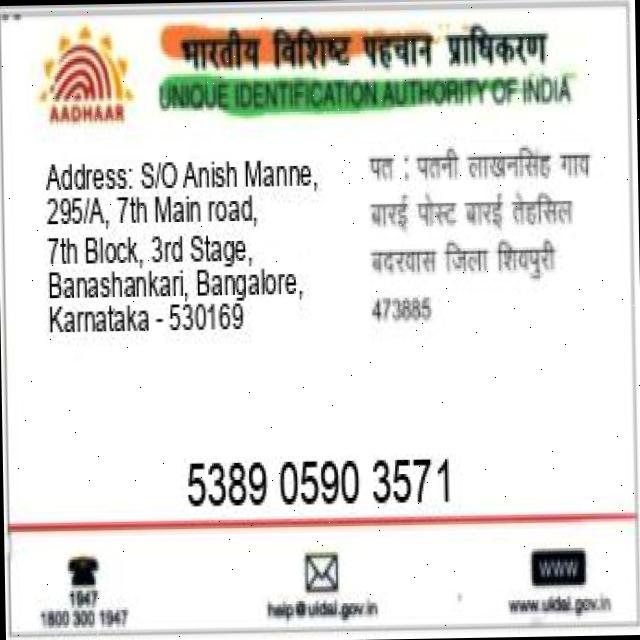 भारतीय विशिष्ट पहचान प्राधिकरण
AADHAAR
UNIQUE IDENTIFICATION AUTHORITY OF INDIA
Address: S/O Anish Manne,
295/A, 7th Main road,
7th Block, 3rd Stage,
Banashankari, Bangalore,
Karnataka - 530169
पत : पतनी लाखनसिंह गाव
बारई पोस्ट बारई तेहसिल
बदरवास जिला शिवपुरी
473885
5389 0590 3571
1947
1800 300 1947
help@uidai.gov.in
WWW
www.uidai.gov.in